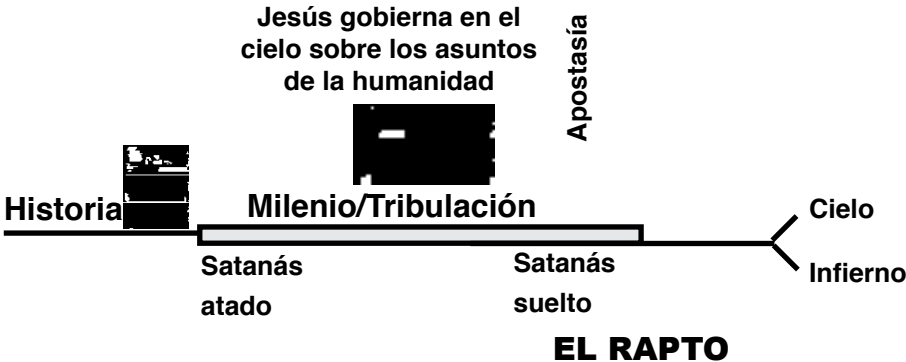 Jesús gobierna en el
cielo sobre los asuntos
de la humanidad
Apostasía
Historia
Milenio/Tribulación
Cielo
Satanás
atado
Satanás
suelto
Infierno
EL RAPTO